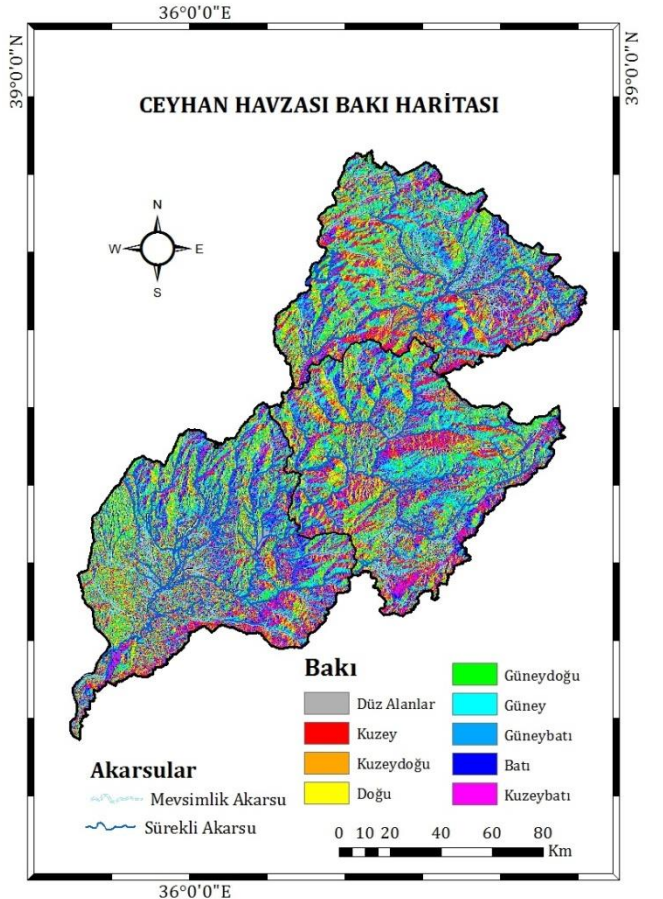 36°0'0"E
39°0'0"N
39°0'0"N
CEYHAN HAVZASI BAKI HARİTASI
N
W
E
S
Bakı
Düz Alanlar
Kuzey
Kuzeydoğu
Doğu
Güneydoğu
Güney
Güneybatı
Batı
Kuzeybatı
Akarsular
Mevsimlik Akarsu
Sürekli Akarsu
0 10 20 40 60 80
Km
36°0'0"E